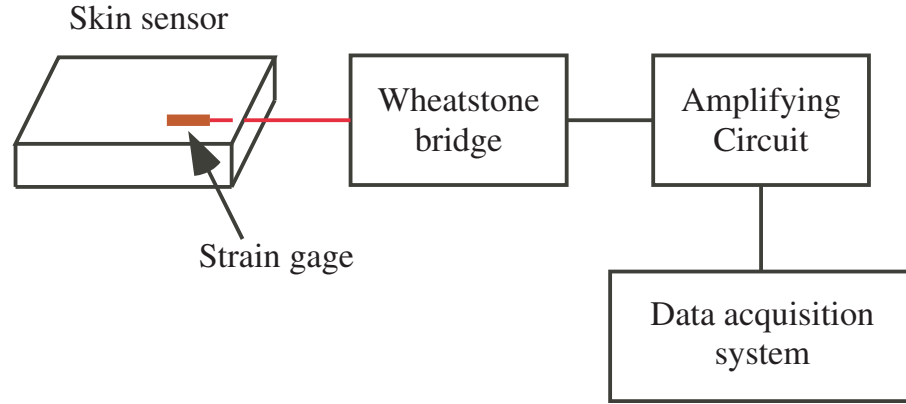 Skin sensor
Wheatstone
bridge
Amplifying
Circuit
Strain gage
Data acquisition
system